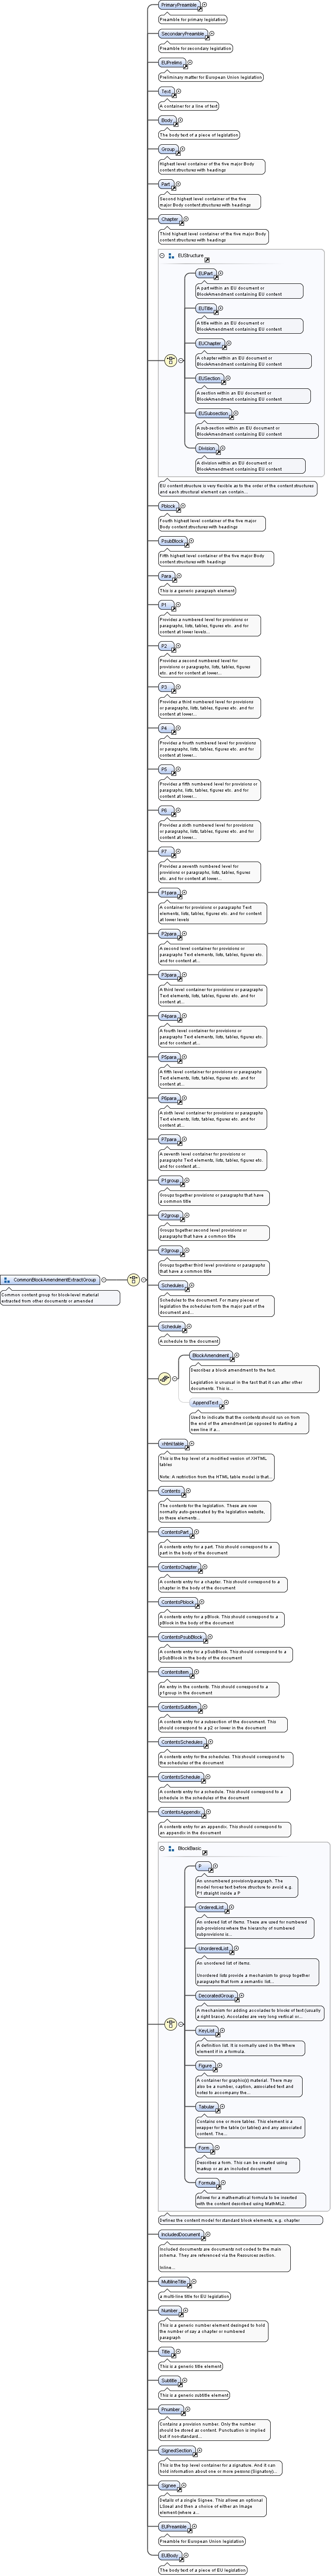 PrimaryPreamble
Preamble for primary legislation
SecondaryPreamble
Preamble for secondary legislation
EUPrelims
Preliminary matter for European Union legislation
Text
A container for a line of text
Body
The body text of a piece of legislation
Group
Highest level container of the five major Body
content structures with headings
Part
Second highest level container of the five
major Body content structures with headings
Chapter
Third highest level container of the five major Body
content structures with headings
EUStructure
EUPart
A part within an EU document or
BlockAmendment containing EU content
EUTitle
A title within an EU document or
BlockAmendment containing EU content
EUChapter
A chapter within an EU document or
BlockAmendment containing EU content
EUSection
A section within an EU document or
BlockAmendment containing EU content
EUSubsection
A sub-section within an EU document or
BlockAmendment containing EU content
Division
A division within an EU document or
BlockAmendment containing EU content
EU content structure is very flexible as to the order of the content structures
and each structural element can contain...
Pblock
Fourth highest level container of the five major
Body content structures with headings
PsubBlock
Fifth highest level container of the five major Body
content structures with headings
Para
This is a generic paragraph element
P1
Provides a numbered level for provisions or
paragraphs, lists, tables, figures etc. and for
content at lower levels...
P2
Provides a second numbered level for
provisions or paragraphs, lists, tables, figures
etc. and for content at lower...
P3
Provides a third numbered level for provisions
or paragraphs, lists, tables, figures etc. and for
content at lower...
P4
Provides a fourth numbered level for provisions
or paragraphs, lists, tables, figures etc. and for
content at lower...
P5
Provides a fifth numbered level for provisions or
paragraphs, lists, tables, figures etc. and for
content at lower...
P6
Provides a sixth numbered level for provisions
or paragraphs, lists, tables, figures etc. and for
content at lower...
P7
Provides a seventh numbered level for
provisions or paragraphs, lists, tables, figures
etc. and for content at lower...
P1para
A container for provisions or paragraphs Text
elements, lists, tables, figures etc. and for content
at lower levels
P2para
A second level container for provisions or
paragraphs Text elements, lists, tables, figures etc.
and for content at...
P3para
A third level container for provisions or paragraphs
Text elements, lists, tables, figures etc. and for
content at...
P4para
A fourth level container for provisions or
paragraphs Text elements, lists, tables, figures etc.
and for content at...
P5para
A fifth level container for provisions or paragraphs
Text elements, lists, tables, figures etc. and for
content at...
P6para
A sixth level container for provisions or paragraphs
Text elements, lists, tables, figures etc. and for
content at...
P7para
A seventh level container for provisions or
paragraphs Text elements, lists, tables, figures etc.
and for content at...
P1group
Groups together provisions or paragraphs that have
a common title
P2group
Groups together second level provisions or
paragraphs that have a common title
P3group
Groups together third level provisions or paragraphs
that have a common title
CommonBlockAmendmentExtractGroup
Common content group for block-level material
extracted from other documents or amended
Schedules
Schedules to the document. For many pieces of
legislation the schedules form the major part of the
document and...
Schedule
A schedule to the document
BlockAmendment
Describes a block amendment to the text.
Legislation is unusual in the fact that it can alter other
documents. This is...
AppendText
Used to indicate that the contents should run on from
the end of the amendment (as opposed to starting a
new line if a...
xhtml:table
This is the top level of a modified version of XHTML
tables
Note: A restriction from the HTML table model is that...
Contents
The contents for the legislation. These are now
normally auto-generated by the legislation website,
so these elements...
ContentsPart
A contents entry for a part. This should correspond to a
part in the body of the document
ContentsChapter
A contents entry for a chapter. This should correspond to a
chapter in the body of the document
ContentsPblock
A contents entry for a pBlock. This should correspond to a
pBlock in the body of the document
ContentsPsubBlock
A contents entry for a pSubBlock. This should correspond to a
pSubBlock in the body of the document
ContentsItem
An entry in the contents. This should correspond to a
p1group in the document
ContentsSubItem
A contents entry for a subsection of the document. This
should correspond to a p2 or lower in the document
ContentsSchedules
A contents entry for the schedules. This should correspond to
the schedules of the document
ContentsSchedule
A contents entry for a schedule. This should correspond to a
schedule in the schedules of the document
ContentsAppendix
A contents entry for an appendix. This should correspond to
an appendix in the document
BlockBasic
P
An unnumbered provision/paragraph. The
model forces text before structure to avoid e.g.
P1 straight inside a P
OrderedList
An ordered list of items. These are used for numbered
sub-provisions where the hierarchy of numbered
subprovisions is...
UnorderedList
An unordered list of items.
Unordered lists provide a mechanism to group together
paragraphs that form a semantic list...
DecoratedGroup
A mechanism for adding accolades to blocks of text (usually
a right brace). Accolades are very long vertical or...
KeyList
A definition list. It is normally used in the Where
element if in a formula.
Figure
A container for graphic(s) material. There may
also be a number, caption, associated text and
notes to accompany the...
Tabular
Contains one or more tables. This element is a
wrapper for the table (or tables) and any associated
content. The...
Form
Describes a form. This can be created using
markup or as an included document
Formula
Allows for a mathematical formula to be inserted
with the content described using MathML2.
Defines the content model for standard block elements, e.g. chapter
IncludedDocument
Included documents are documents not coded to the main
schema. They are referenced via the Resources section.
Inline...
MultilineTitle
a multi-line title for EU legislation
Number
This is a generic number element desinged to hold
the number of say a chapter or numbered
paragraph
Title
This is a generic title element
Subtitle
This is a generic subtitle element
Pnumber
Contains a provision number. Only the number
should be stored as content. Punctuation is implied
but if non-standard...
SignedSection
This is the top level container for a signature. And it can
hold information about one or more persons (Signatory)...
Signee
Details of a single Signee. This allows an optional
LSseal and then a choice of either an Image
element (where a...
EUPreamble
Preamble for European Union legislation
EUBody
The body text of a piece of EU legislation